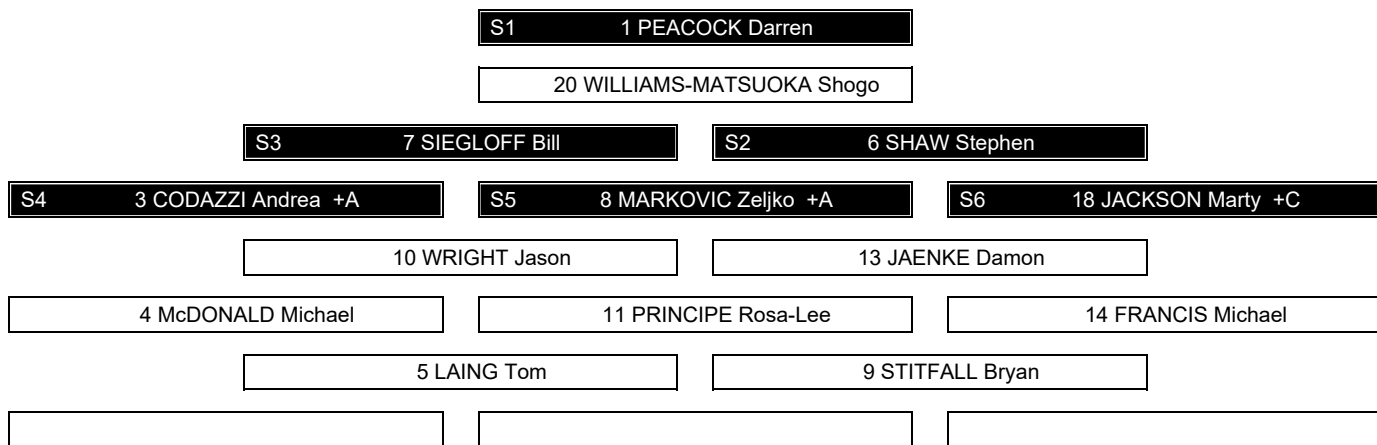 S1 1 PEACOCK Darren
20 WILLIAMS-MATSUOKA Shogo
S3 7 SIEGLOFF Bill S2 6 SHAW Stephen
S4 3 CODAZZI Andrea +A S5 8 MARKOVIC Zeljko +A S6 18 JACKSON Marty +C
10 WRIGHT Jason 13 JAENKE Damon
4 McDONALD Michael 11 PRINCIPE Rosa-Lee 14 FRANCIS Michael
5 LAING Tom 9 STITFALL Bryan